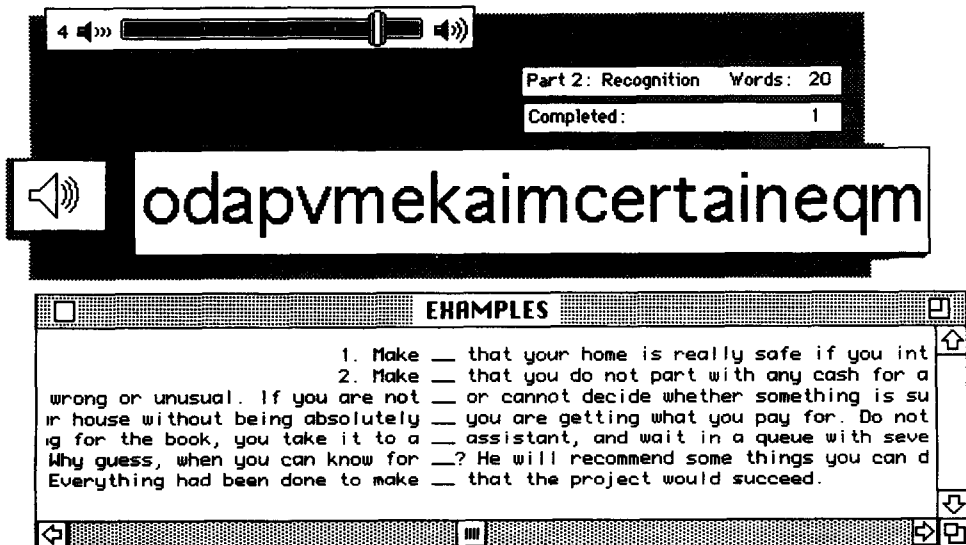 4
Part 2: Recognition Words: 20
Completed: 1
odapvmekaimcertaineqm
EXAMPLES
1. Make __ that your home is really safe if you int
2. Make __ that you do not part with any cash for a
wrong or unusual. If you are not __ or cannot decide whether something is su
r house without being absolutely __ you are getting what you pay for. Do not
g for the book, you take it to a __ assistant, and wait in a queue with seve
Why guess, when you can know for __? He will recommend some things you can d
Everything had been done to make __ that the project would succeed.